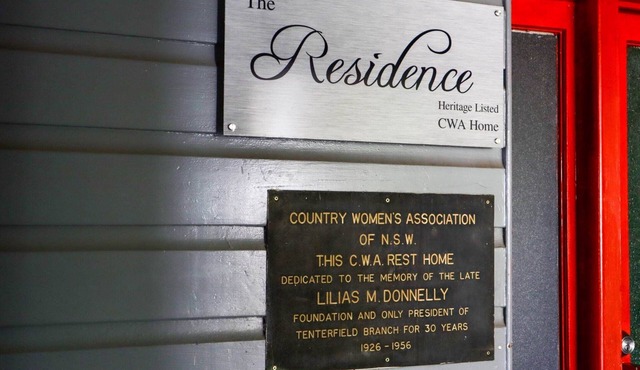 The
Residence
Heritage Listed
CWA Home
COUNTRY WOMEN'S ASSOCIATION
OF N.S.W.
THIS C.W.A. REST HOME
DEDICATED TO THE MEMORY OF THE LATE
LILIAS M. DONNELLY
FOUNDATION AND ONLY PRESIDENT OF
TENTERFIELD BRANCH FOR 30 YEARS
1926 - 1956